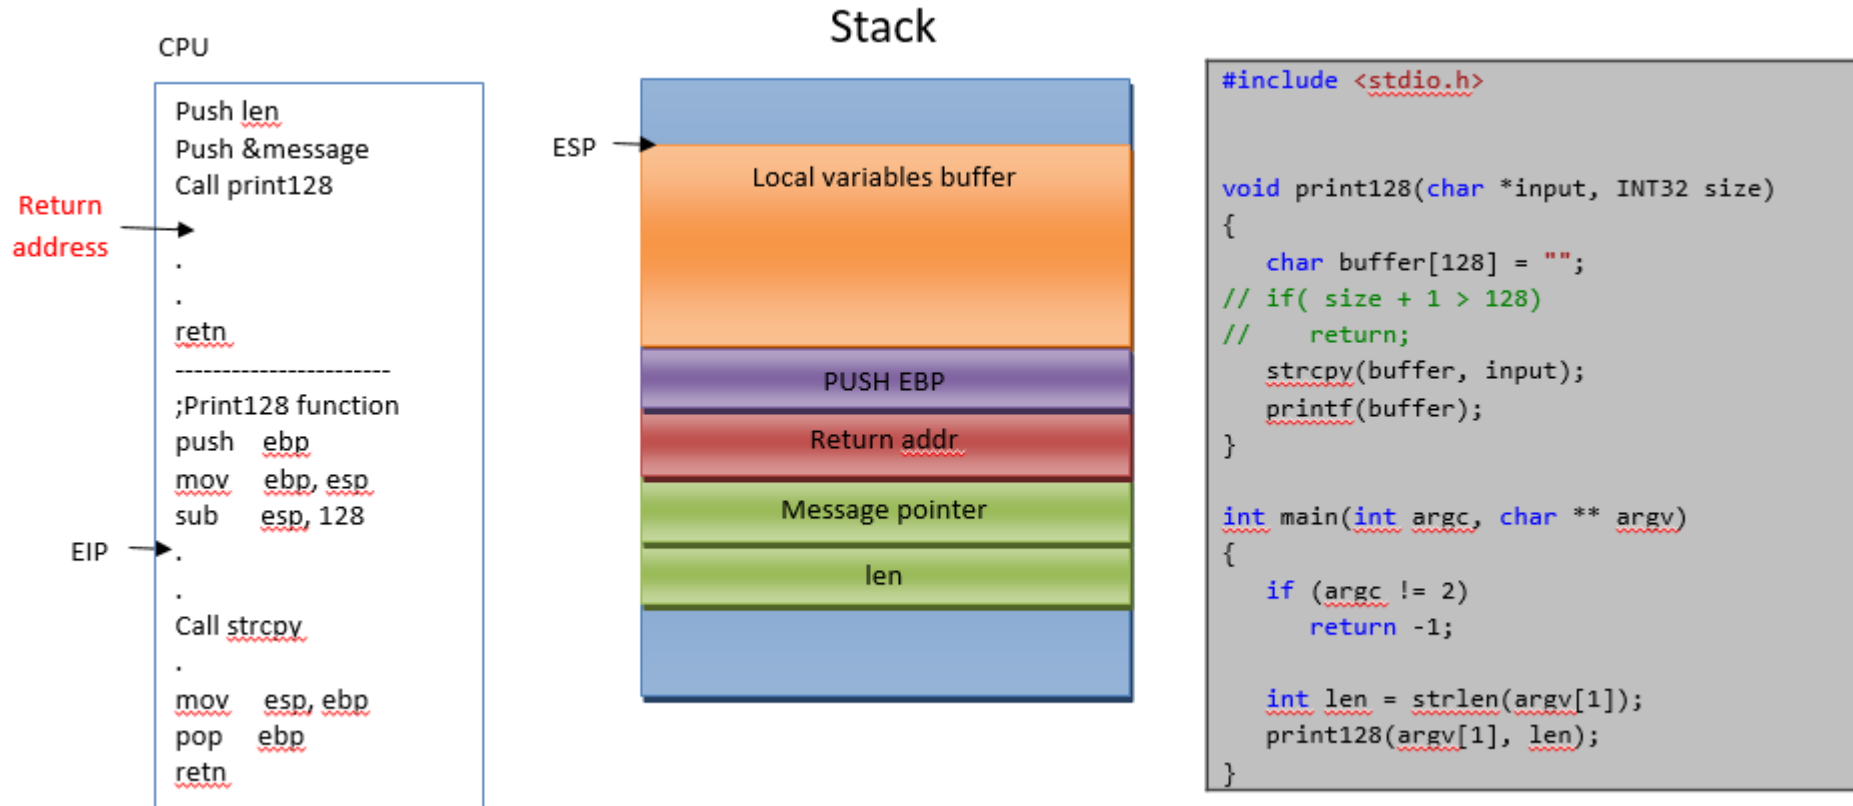 Stack
CPU
Push len
Push &message
Call print128
Return
address
.
.
retn
-----------------------
;Print128 function
push ebp
mov ebp, esp
sub esp, 128
EIP
.
.
Call strcpy
.
mov esp, ebp
pop ebp
retn
ESP
Local variables buffer
PUSH EBP
Return addr
Message pointer
len
#include <stdio.h>
void print128(char *input, INT32 size)
{
char buffer[128] = "";
// if( size + 1 > 128)
// return;
strcpy(buffer, input);
printf(buffer);
}
int main(int argc, char ** argv)
{
if (argc != 2)
return -1;
int len = strlen(argv[1]);
print128(argv[1], len);
}